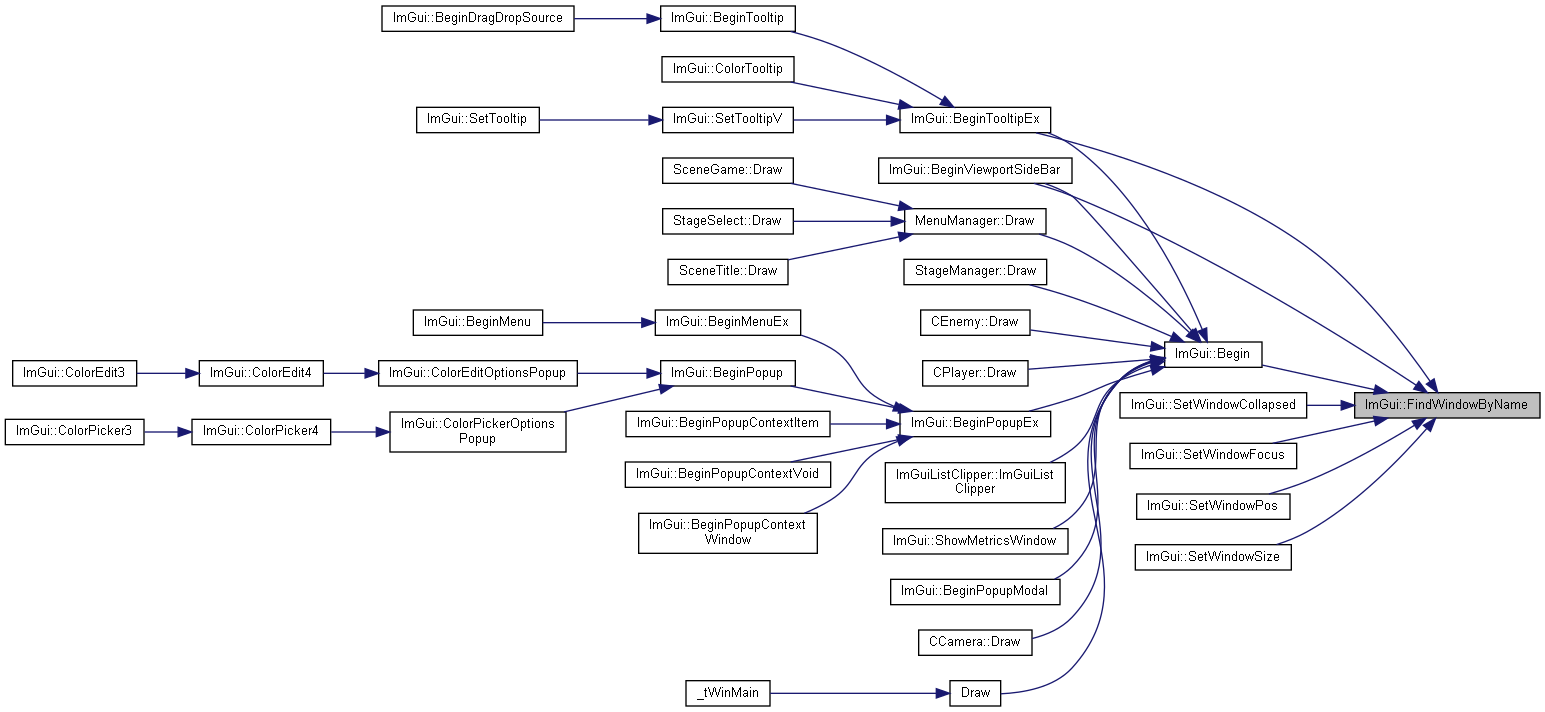 ImGui::BeginDragDropSource
ImGui::BeginTooltip
ImGui::ColorTooltip
ImGui::SetTooltip
ImGui::SetTooltipV
ImGui::BeginTooltipEx
SceneGame::Draw
ImGui::BeginViewportSideBar
StageSelect::Draw
MenuManager::Draw
SceneTitle::Draw
StageManager::Draw
ImGui::BeginMenu
ImGui::BeginMenuEx
CEnemy::Draw
ImGui::Begin
ImGui::ColorEdit3
ImGui::ColorEdit4
ImGui::ColorEditOptionsPopup
ImGui::BeginPopup
CPlayer::Draw
ImGui::SetWindowCollapsed
ImGui::FindWindowByName
ImGui::ColorPicker3
ImGui::ColorPicker4
ImGui::ColorPickerOptions
Popup
ImGui::BeginPopupContextItem
ImGui::BeginPopupEx
ImGui::SetWindowFocus
ImGui::BeginPopupContextVoid
ImGuiListClipper::ImGuiList
Clipper
ImGui::SetWindowPos
ImGui::BeginPopupContext
Window
ImGui::ShowMetricsWindow
ImGui::SetWindowSize
ImGui::BeginPopupModal
CCamera::Draw
_tWinMain
Draw